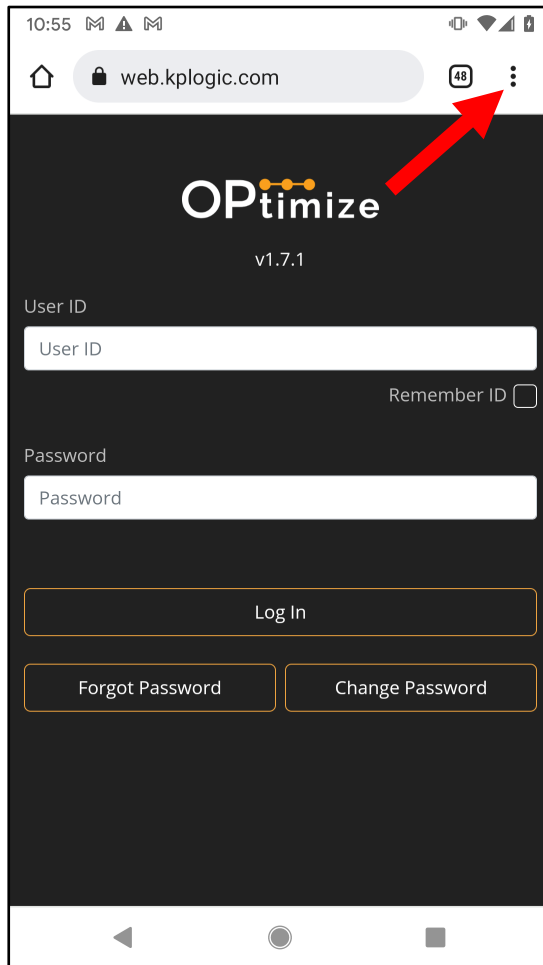 10:55
web.kplogic.com 48
OPtimize
v1.7.1
User ID
User ID
Remember ID
Password
Password
Log In
Forgot Password Change Password